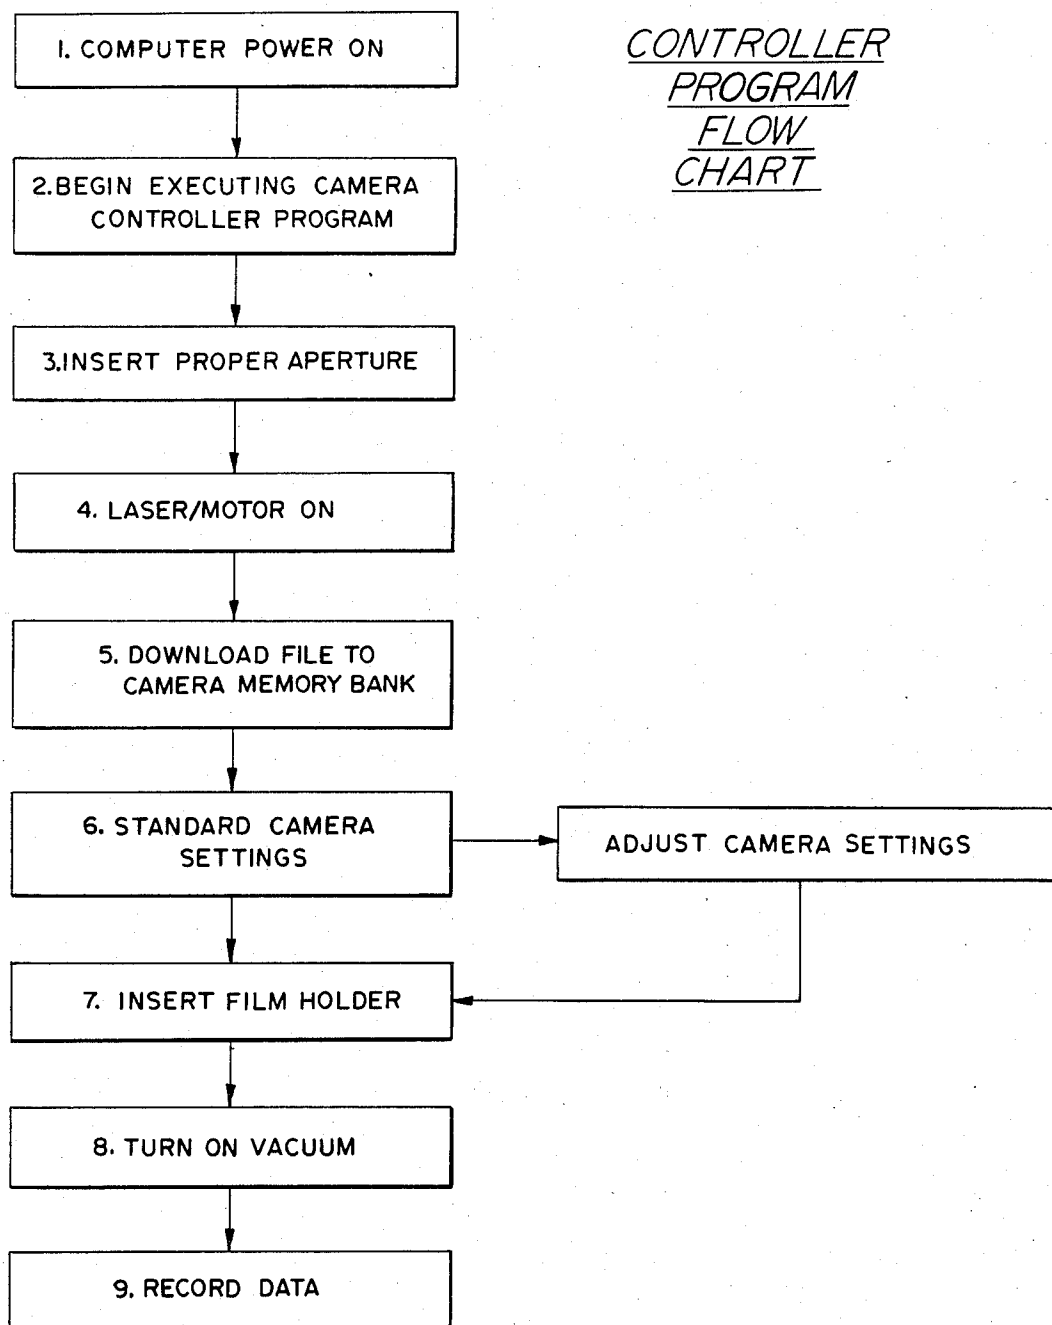 CONTROLLER
PROGRAM
FLOW
CHART
1. COMPUTER POWER ON
2. BEGIN EXECUTING CAMERA
CONTROLLER PROGRAM
3. INSERT PROPER APERTURE
4. LASER/MOTOR ON
5. DOWNLOAD FILE TO
CAMERA MEMORY BANK
6. STANDARD CAMERA
SETTINGS
ADJUST CAMERA SETTINGS
7. INSERT FILM HOLDER
8. TURN ON VACUUM
9. RECORD DATA